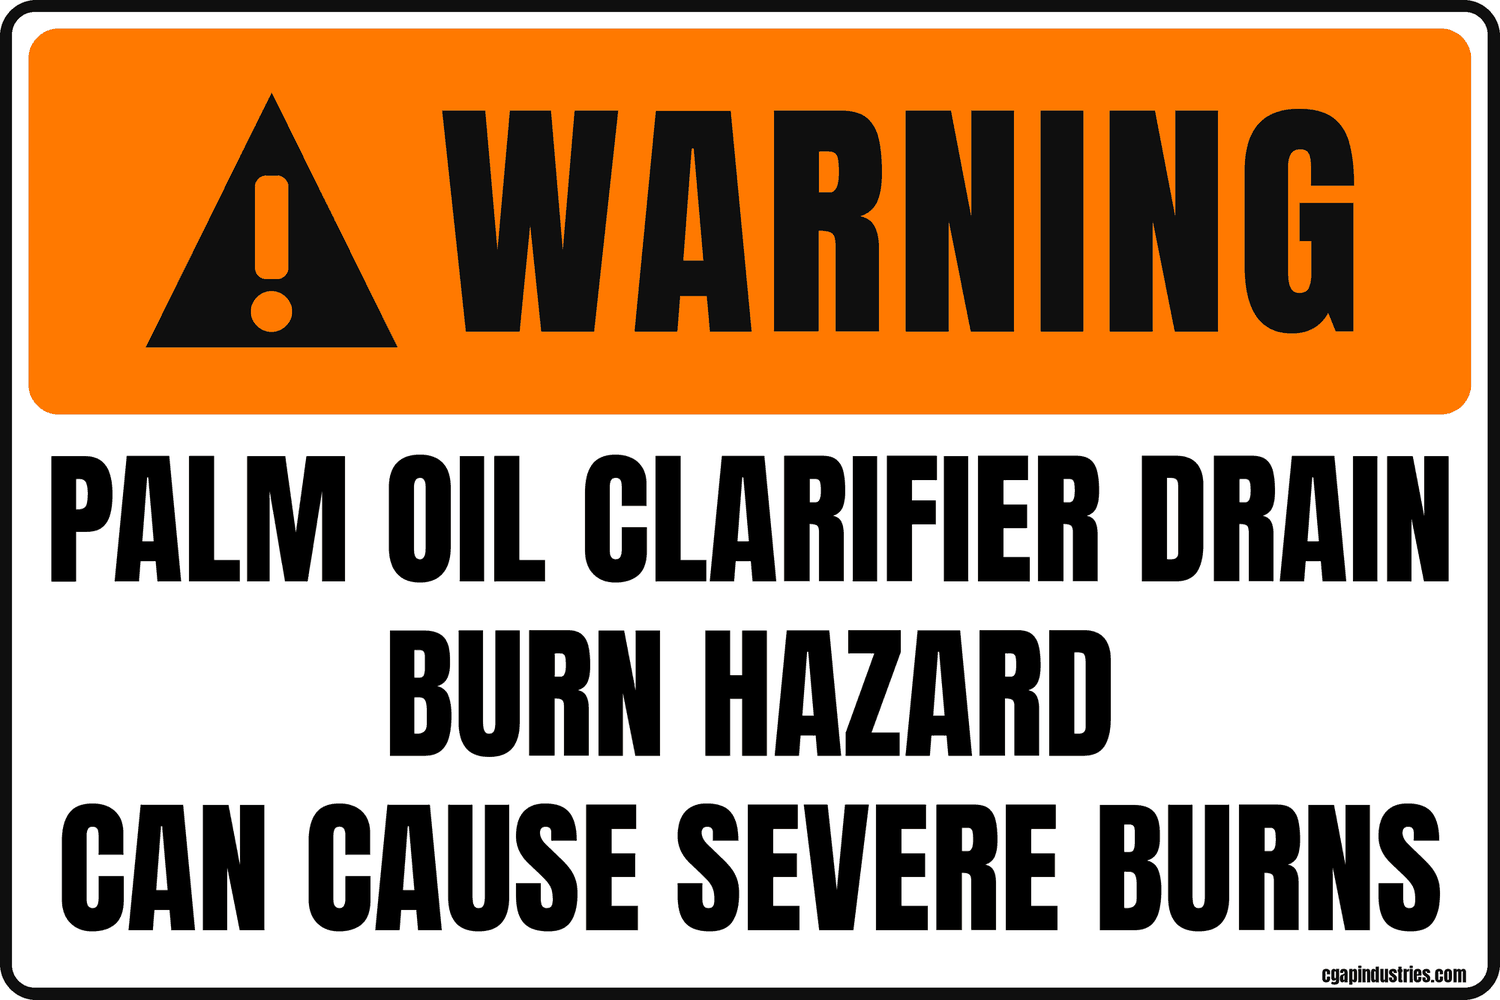 WARNING
PALM OIL CLARIFIER DRAIN
BURN HAZARD
CAN CAUSE SEVERE BURNS
cgapindustries.com